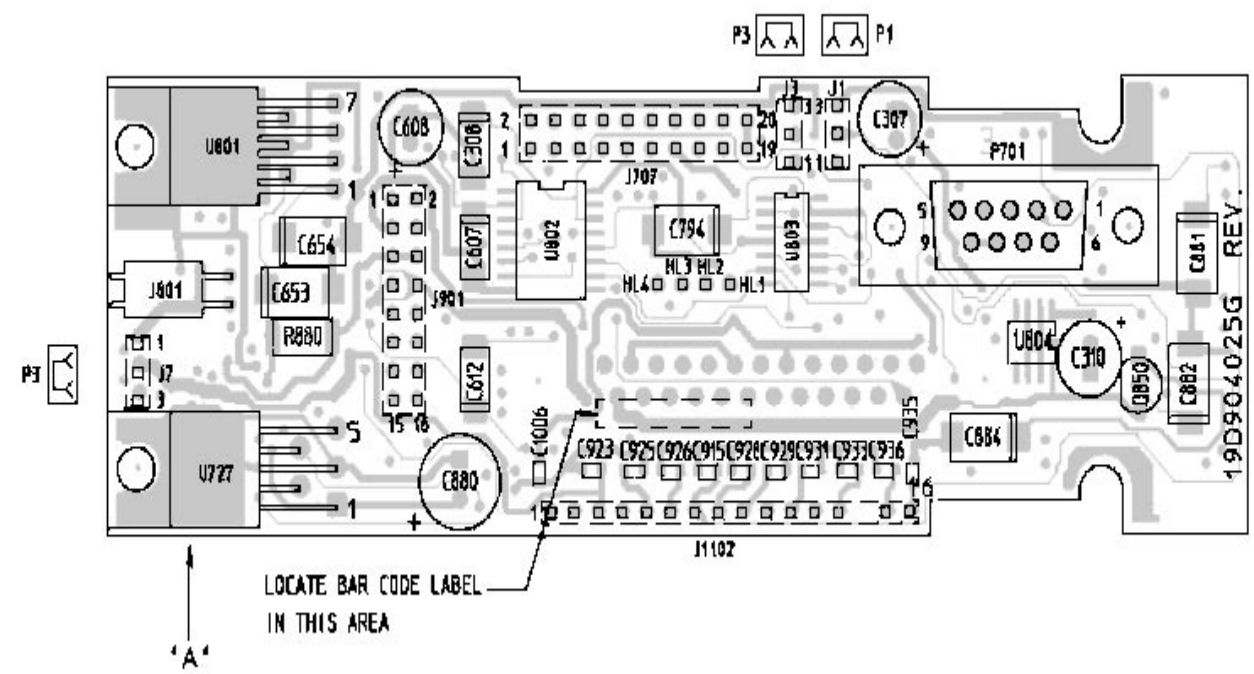 P3 P1
J3 J1
7 C608 C308 2 20 3 3 C307
U801 1 19 1 1 P701
J707
1 1 2
5 1
C654 C607 U802 C794 U803 9 6 C881
HL3 HL2
J801 C653 J901 HL4 HL1
R880 U804 C310
P3 1 J7 3 C612 Q850 C882
15 16 C1006 C935
5 C923 C925 C926 C915 C928 C929 C931 C933 C936 C884
U727 C880
1 1 16
J1102
19D904025G REV.
LOCATE BAR CODE LABEL
IN THIS AREA
"A"